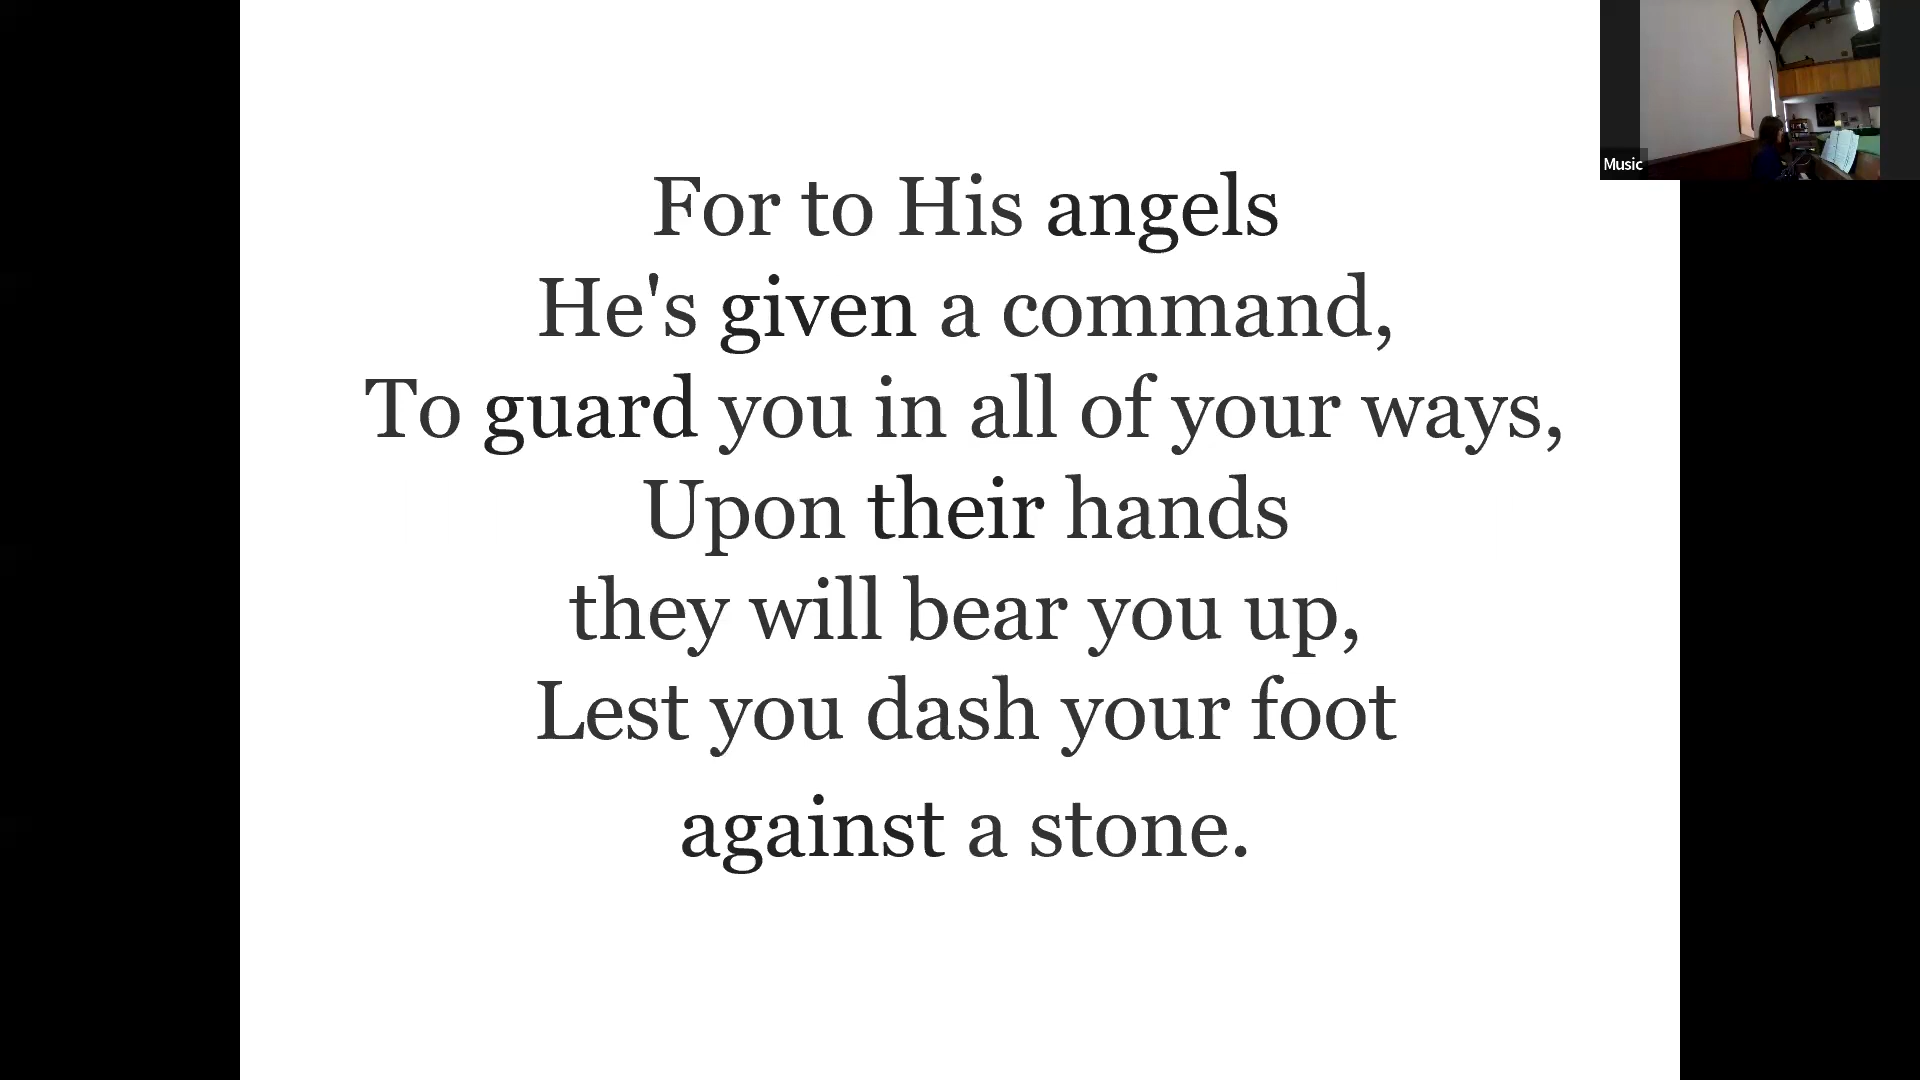 For to His angels
He's given a command,
To guard you in all of your ways,
Upon their hands
they will bear you up,
Lest you dash your foot
against a stone.
Music